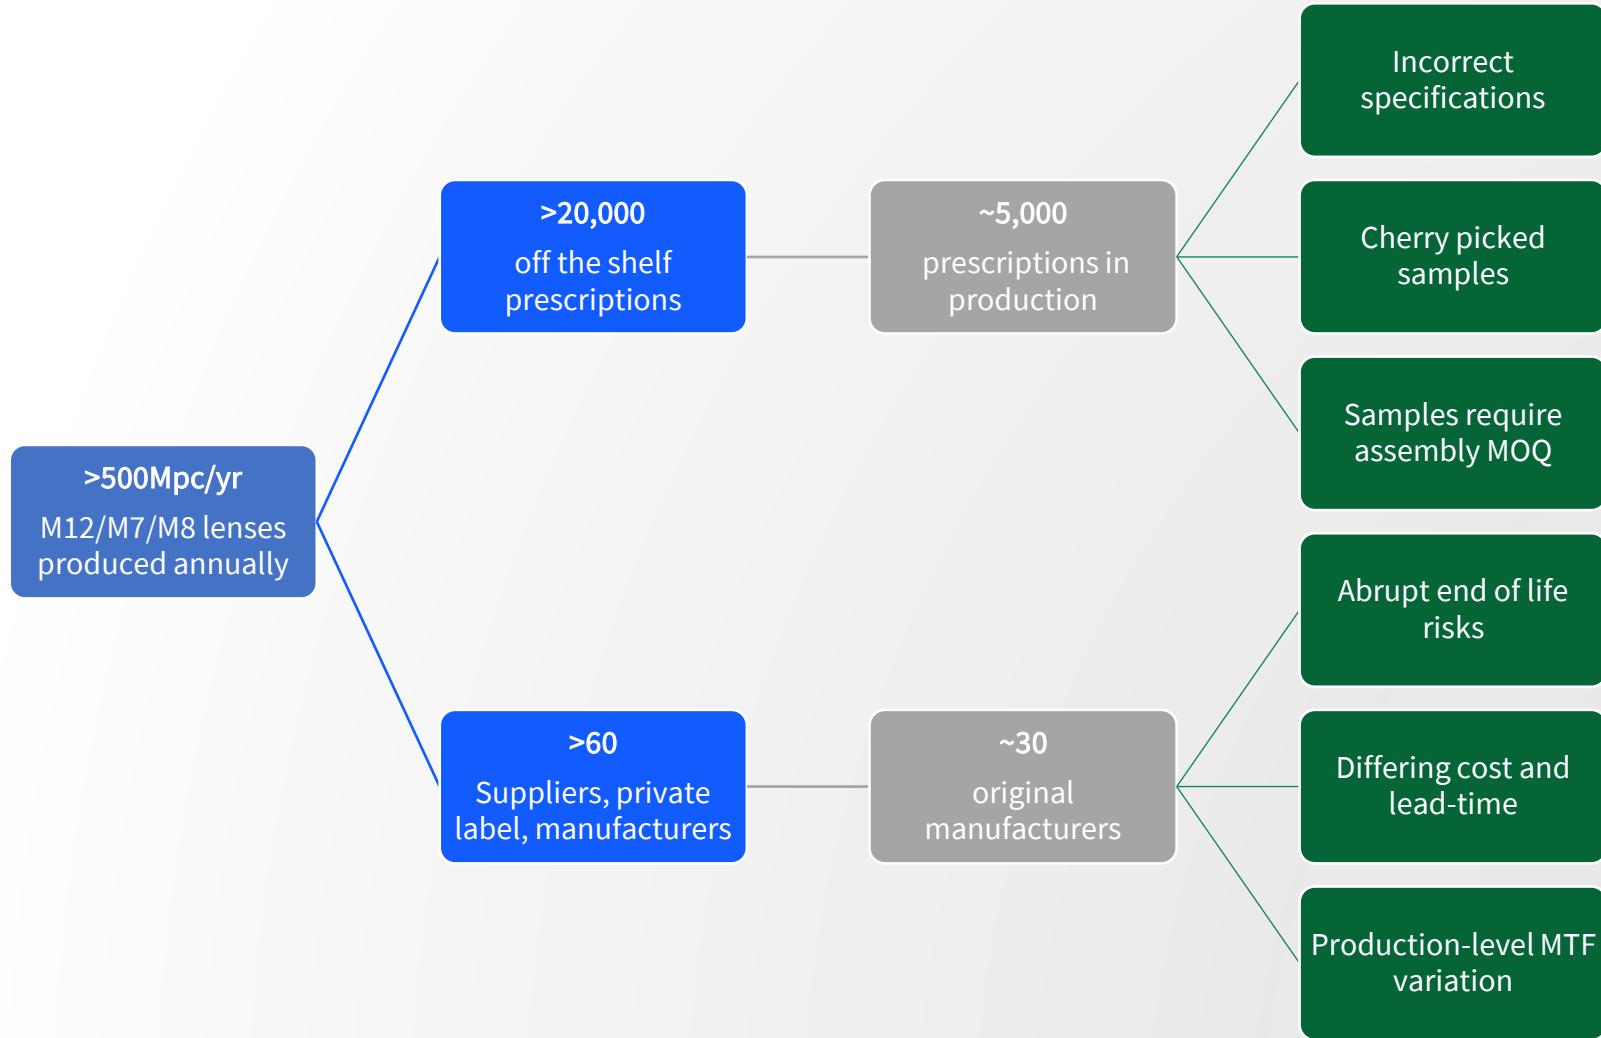 >500Mpc/yr
M12/M7/M8 lenses
produced annually
>20,000
off the shelf
prescriptions
~5,000
prescriptions in
production
Incorrect
specifications
Cherry picked
samples
Samples require
assembly MOQ
>60
Suppliers, private
label, manufacturers
~30
original
manufacturers
Abrupt end of life
risks
Differing cost and
lead-time
Production-level MTF
variation